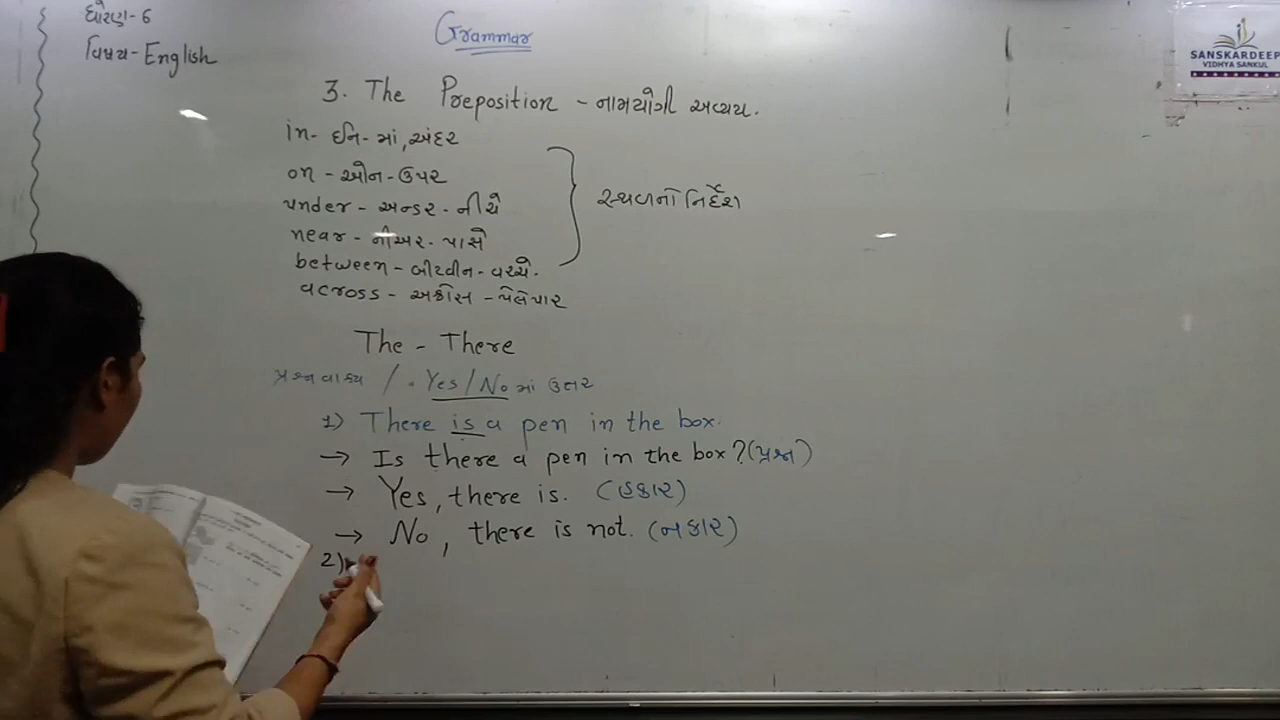 ધોરણ-6
વિષય-English
Grammar
SANSKARDEEP
VIDHYA SANKUL
3. The Preposition - નામયોગી અવ્યય.
in- ઈન- માં, અંદર
on - ઓન - ઉપર
under - અન્ડર - નીચે
near - નીઅર - પાસે
between - બીટવીન - વચ્ચે.
across - અક્રોસ - પેલેપાર
સ્થળનો નિર્દેશ
The - There
પ્રશ્નવાક્ય / . Yes/No માં ઉત્તર
1) There is a pen in the box.
→ Is there a pen in the box? (પ્રશ્ન)
→ Yes, there is. (હકાર)
→ No, there is not. (નકાર)
2)